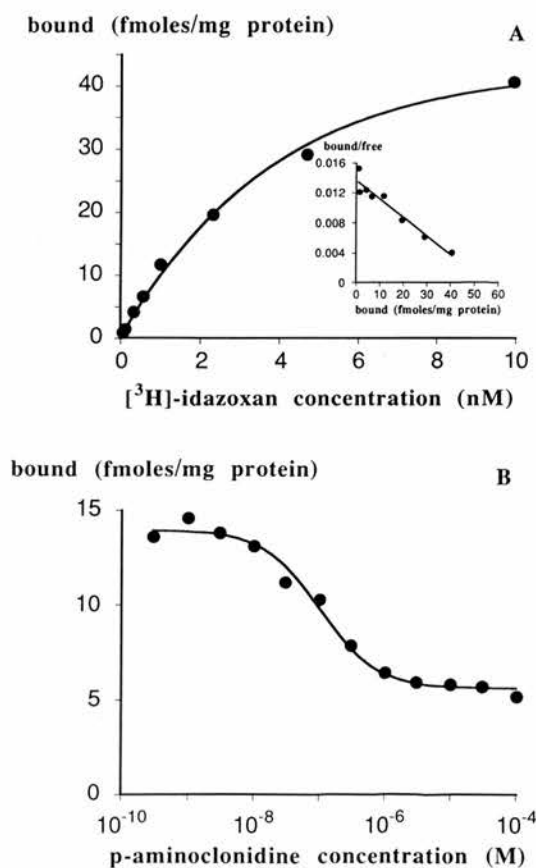 bound (fmoles/mg protein)
A
40
30
20
10
0
0 2 4 6 8 10
[³H]-idazoxan concentration (nM)
bound/free
0.016
0.012
0.008
0.004
0
0 10 20 30 40 50 60
bound (fmoles/mg protein)
bound (fmoles/mg protein)
B
15
10
5
0
10⁻¹⁰ 10⁻⁸ 10⁻⁶ 10⁻⁴
p-aminoclonidine concentration (M)